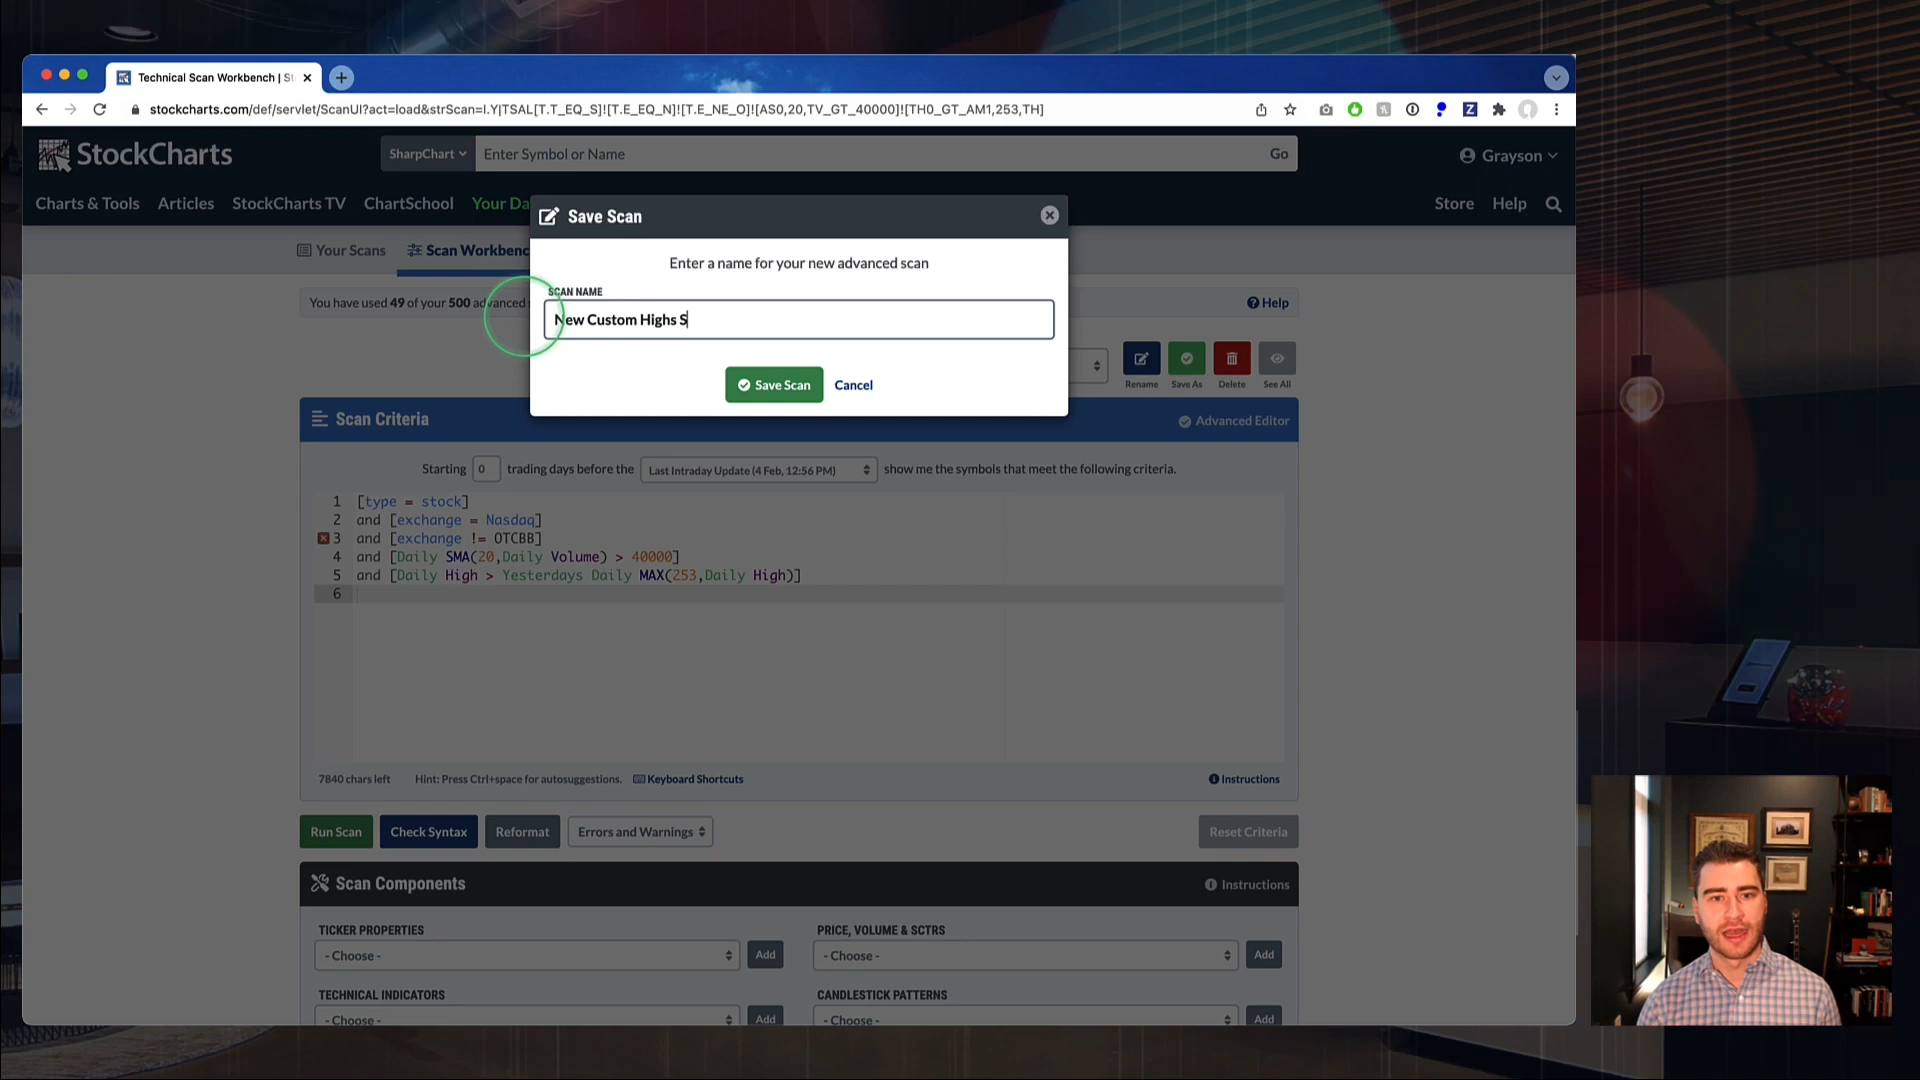 Technical Scan Workbench | St
stockcharts.com/def/servlet/ScanUI?act=load&strScan=I.Y|TSAL[T.T_EQ_S]![T.E_EQ_N]![T.E_NE_O]![AS0,20,TV_GT_40000]![TH0_GT_AM1,253,TH]
StockCharts
SharpChart
Enter Symbol or Name
Go
Grayson
Charts & Tools
Articles
StockCharts TV
ChartSchool
Your Da
Store
Help
Your Scans
Scan Workbenc
Save Scan
Enter a name for your new advanced scan
SCAN NAME
New Custom Highs S
Save Scan
Cancel
You have used 49 of your 500 advanced
Help
Rename
Save As
Delete
See All
Scan Criteria
Advanced Editor
Starting 0 trading days before the Last Intraday Update (4 Feb, 12:56 PM) show me the symbols that meet the following criteria.
1 [type = stock]
2 and [exchange = Nasdaq]
3 and [exchange != OTCBB]
4 and [Daily SMA(20,Daily Volume) > 40000]
5 and [Daily High > Yesterdays Daily MAX(253,Daily High)]
6
7840 chars left
Hint: Press Ctrl+space for autosuggestions.
Keyboard Shortcuts
Instructions
Run Scan
Check Syntax
Reformat
Errors and Warnings
Reset Criteria
Scan Components
Instructions
TICKER PROPERTIES
- Choose -
Add
PRICE, VOLUME & SCTRS
- Choose -
Add
TECHNICAL INDICATORS
- Choose -
Add
CANDLESTICK PATTERNS
- Choose -
Add